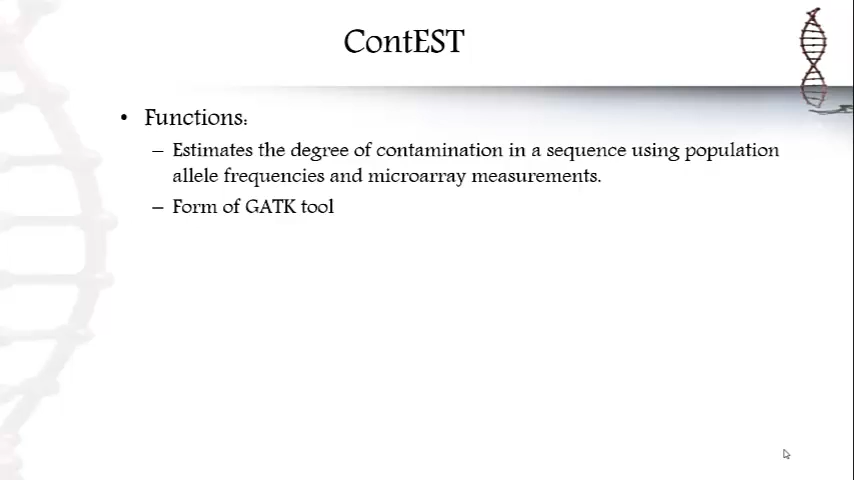 ContEST
• Functions:
– Estimates the degree of contamination in a sequence using population
allele frequencies and microarray measurements.
– Form of GATK tool